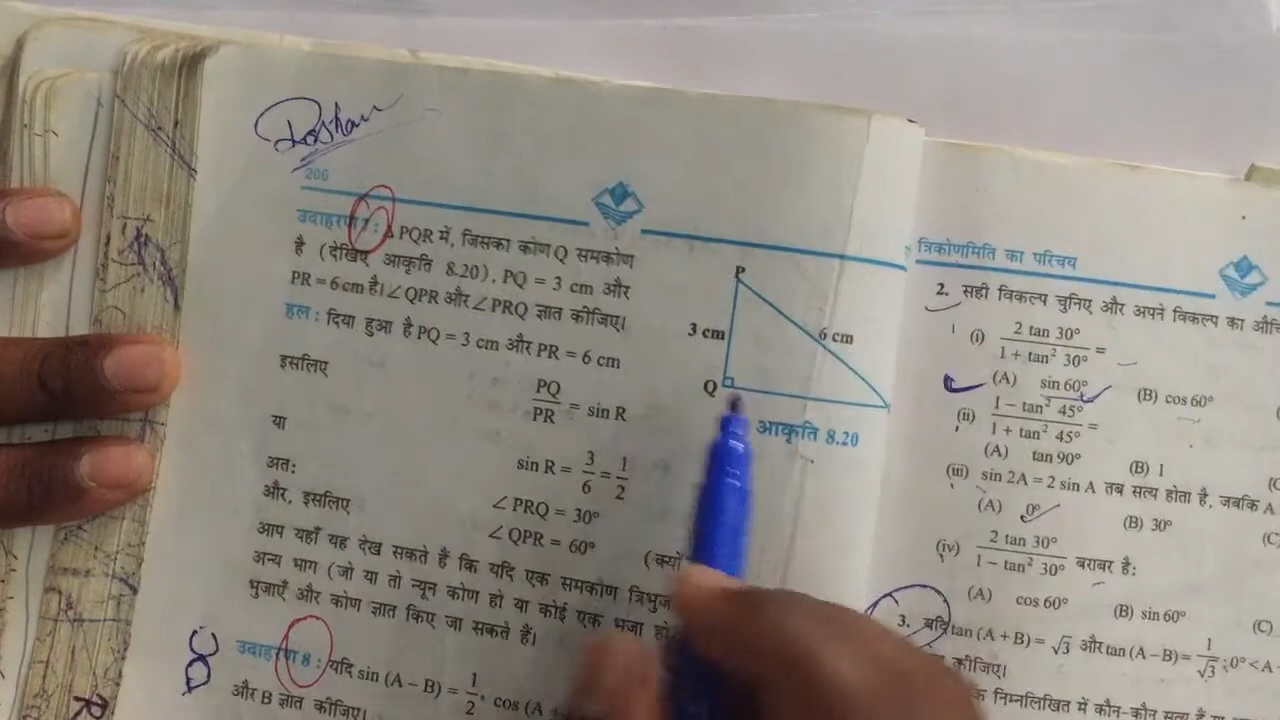 Roshan
206
उदाहरण 7 : Δ PQR में, जिसका कोण Q समकोण
है (देखिए आकृति 8.20), PQ = 3 cm और
PR = 6 cm है। ∠ QPR और ∠ PRQ ज्ञात कीजिए।
हल : दिया हुआ है PQ = 3 cm और PR = 6 cm
इसलिए
PQ/PR = sin R
या
sin R = 3/6 = 1/2
अतः
∠ PRQ = 30°
और, इसलिए
∠ QPR = 60°
(क्यों
आप यहाँ यह देख सकते हैं कि यदि एक समकोण त्रिभुज
अन्य भाग (जो या तो न्यून कोण हो या कोई एक भुजा हो
भुजाएँ और कोण ज्ञात किए जा सकते हैं।
उदाहरण 8 : यदि sin (A – B) = 1/2, cos (A
और B ज्ञात कीजिए।
P
3 cm
6 cm
Q
आकृति 8.20
त्रिकोणमिति का परिचय
2. सही विकल्प चुनिए और अपने विकल्प का
(i) 2 tan 30° / 1 + tan² 30° =
(A) sin 60°
(B) cos 60°
(ii) 1 – tan² 45° / 1 + tan² 45° =
(A) tan 90°
(B) 1
(iii) sin 2A = 2 sin A तब सत्य होता है, जबकि A
(A) 0°
(B) 30°
(iv) 2 tan 30° / 1 – tan² 30° बराबर है:
(A) cos 60°
(B) sin 60°
(C)
3. यदि tan (A + B) = √3 और tan (A – B) = 1/√3 ; 0° < A
कीजिए।
निम्नलिखित में कौन-कौन सत्य हैं